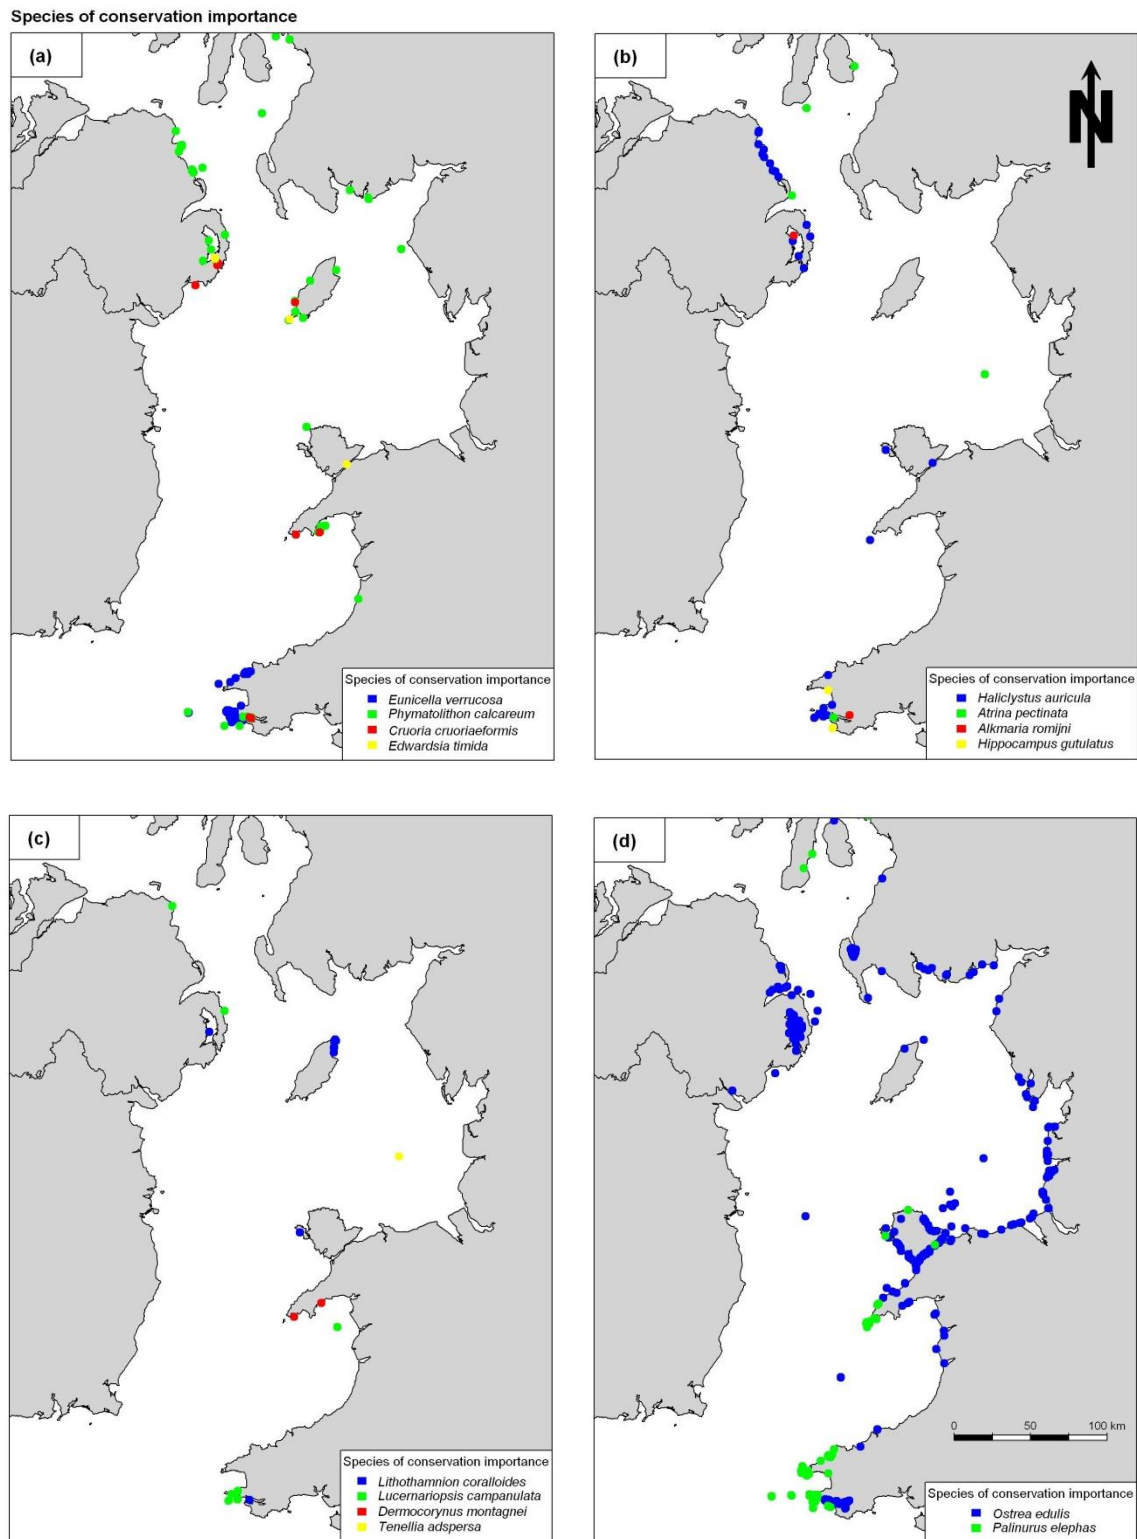 Species of conservation importance
(a)
Species of conservation importance
Eunicella verrucosa
Phymatolithon calcareum
Cruoria cruoriaeformis
Edwardsia timida
(b)
N
Species of conservation importance
Haliclystus auricula
Atrina pectinata
Alkmaria romijni
Hippocampus gutulatus
(c)
Species of conservation importance
Lithothamnion coralloides
Lucernariopsis campanulata
Dermocorynus montagnei
Tenellia adspersa
(d)
0 50 100 km
Species of conservation importance
Ostrea edulis
Palinurus elephas